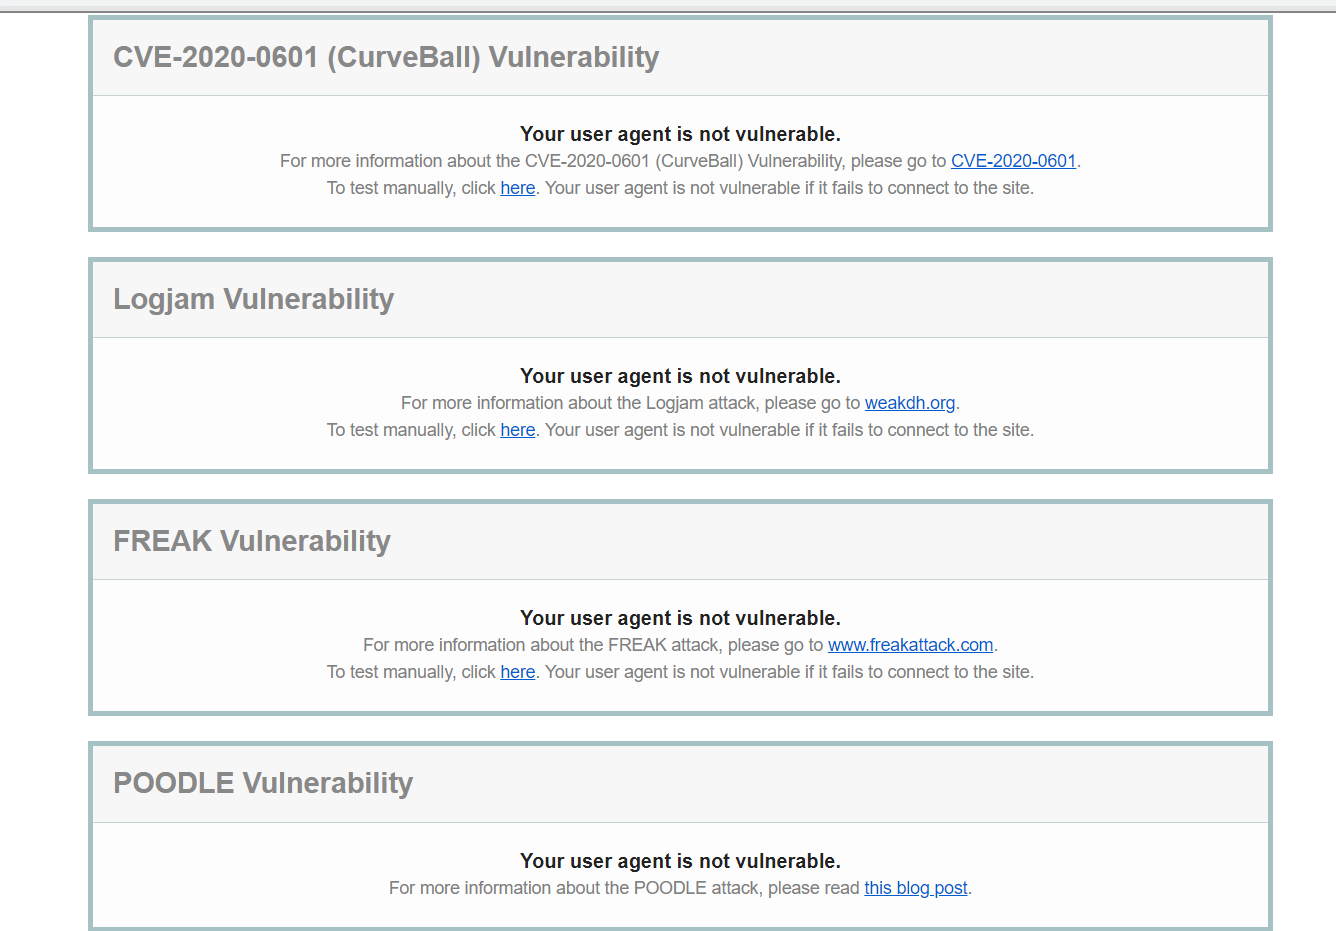 CVE-2020-0601 (CurveBall) Vulnerability
Your user agent is not vulnerable.
For more information about the CVE-2020-0601 (CurveBall) Vulnerability, please go to CVE-2020-0601.
To test manually, click here. Your user agent is not vulnerable if it fails to connect to the site.
Logjam Vulnerability
Your user agent is not vulnerable.
For more information about the Logjam attack, please go to weakdh.org.
To test manually, click here. Your user agent is not vulnerable if it fails to connect to the site.
FREAK Vulnerability
Your user agent is not vulnerable.
For more information about the FREAK attack, please go to www.freakattack.com.
To test manually, click here. Your user agent is not vulnerable if it fails to connect to the site.
POODLE Vulnerability
Your user agent is not vulnerable.
For more information about the POODLE attack, please read this blog post.